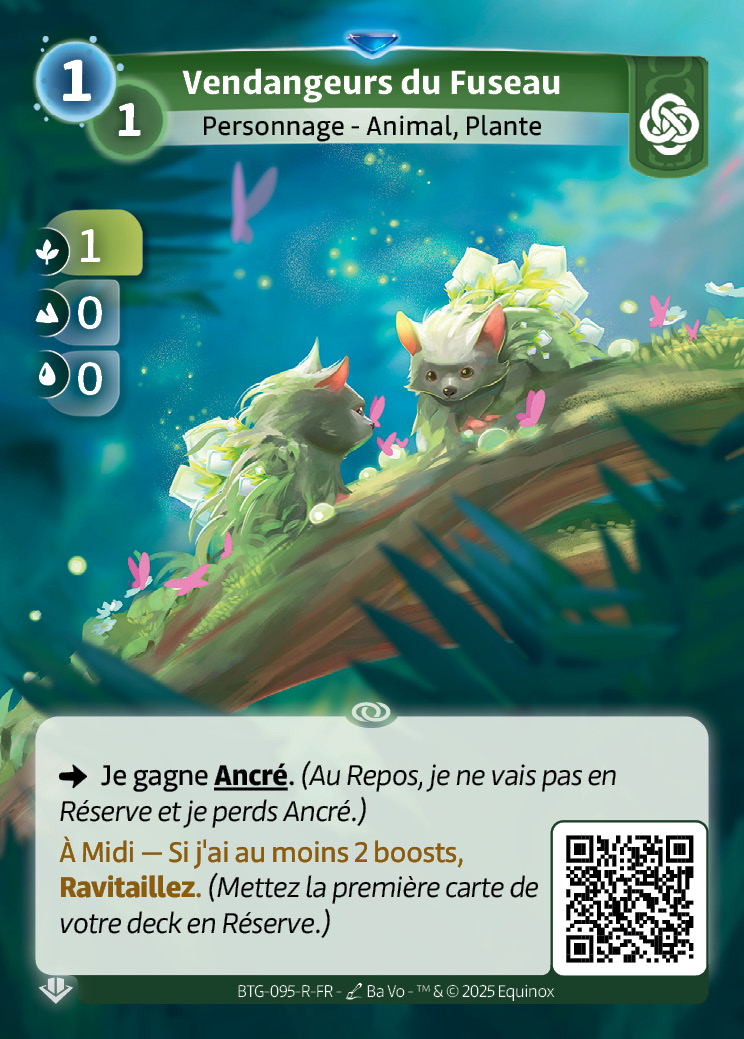 1
Vendangeurs du Fuseau
1
Personnage - Animal, Plante
1
0
0
Je gagne Ancré. (Au Repos, je ne vais pas en
Réserve et je perds Ancré.)
À Midi — Si j'ai au moins 2 boosts,
Ravitaillez. (Mettez la première carte de
votre deck en Réserve.)
BTG-095-R-FR - Ba Vo - ™ & © 2025 Equinox